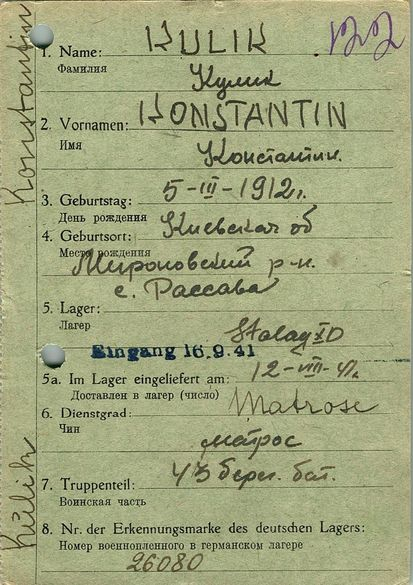 1. Name: KULIK 122
Фамилия
Кулик
2. Vornamen: KONSTANTIN
Имя
Константин.
3. Geburtstag: 5-III-1912 г.
День рождения
4. Geburtsort: Киевская об
Место рождения
Мироновский р-н.
с. Рассава
5. Lager:
Лагерь
Stalag XD
Eingang 16.9.41
5a. Im Lager eingeliefert am: 12-VIII-41.
Доставлен в лагерь (число)
6. Dienstgrad: Matrose
Чин
матрос
7. Truppenteil: 43 берег. бат.
Воинская часть
8. Nr. der Erkennungsmarke des deutschen Lagers:
Номер военнопленного в германском лагере
26080
Konstantin
Kulik